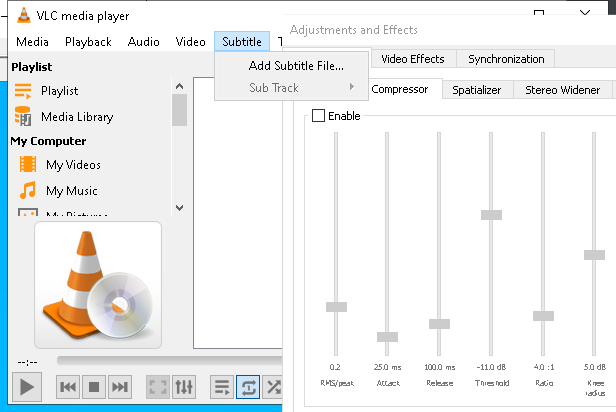 VLC media player
Media Playback Audio Video Subtitle T
Adjustments and Effects
Playlist
Add Subtitle File...
Sub Track
Video Effects Synchronization
Compressor Spatializer Stereo Widener
Playlist
Media Library
My Computer
My Videos
My Music
My Pictures
Enable
0.2 25.0 ms 100.0 ms -11.0 dB 4.0 :1 5.0 dB
RMS/peak Attack Release Threshold Ratio Knee
radius
--:--